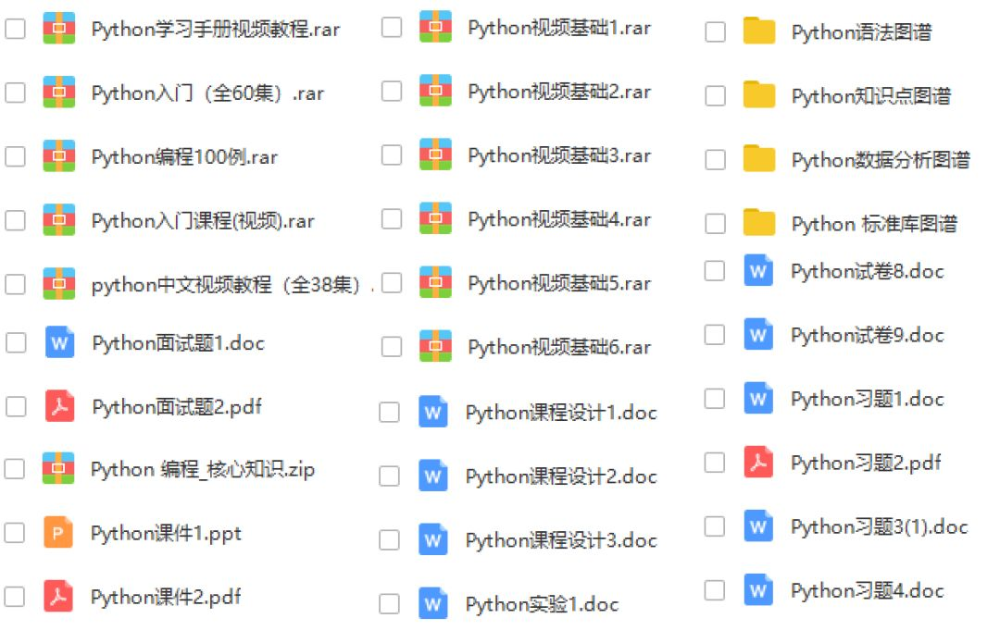 Python学习手册视频教程.rar
Python入门（全60集）.rar
Python编程100例.rar
Python入门课程(视频).rar
python中文视频教程（全38集）.
Python面试题1.doc
Python面试题2.pdf
Python 编程_核心知识.zip
Python课件1.ppt
Python课件2.pdf
Python视频基础1.rar
Python视频基础2.rar
Python视频基础3.rar
Python视频基础4.rar
Python视频基础5.rar
Python视频基础6.rar
Python课程设计1.doc
Python课程设计2.doc
Python课程设计3.doc
Python实验1.doc
Python语法图谱
Python知识点图谱
Python数据分析图谱
Python 标准库图谱
Python试卷8.doc
Python试卷9.doc
Python习题1.doc
Python习题2.pdf
Python习题3(1).doc
Python习题4.doc